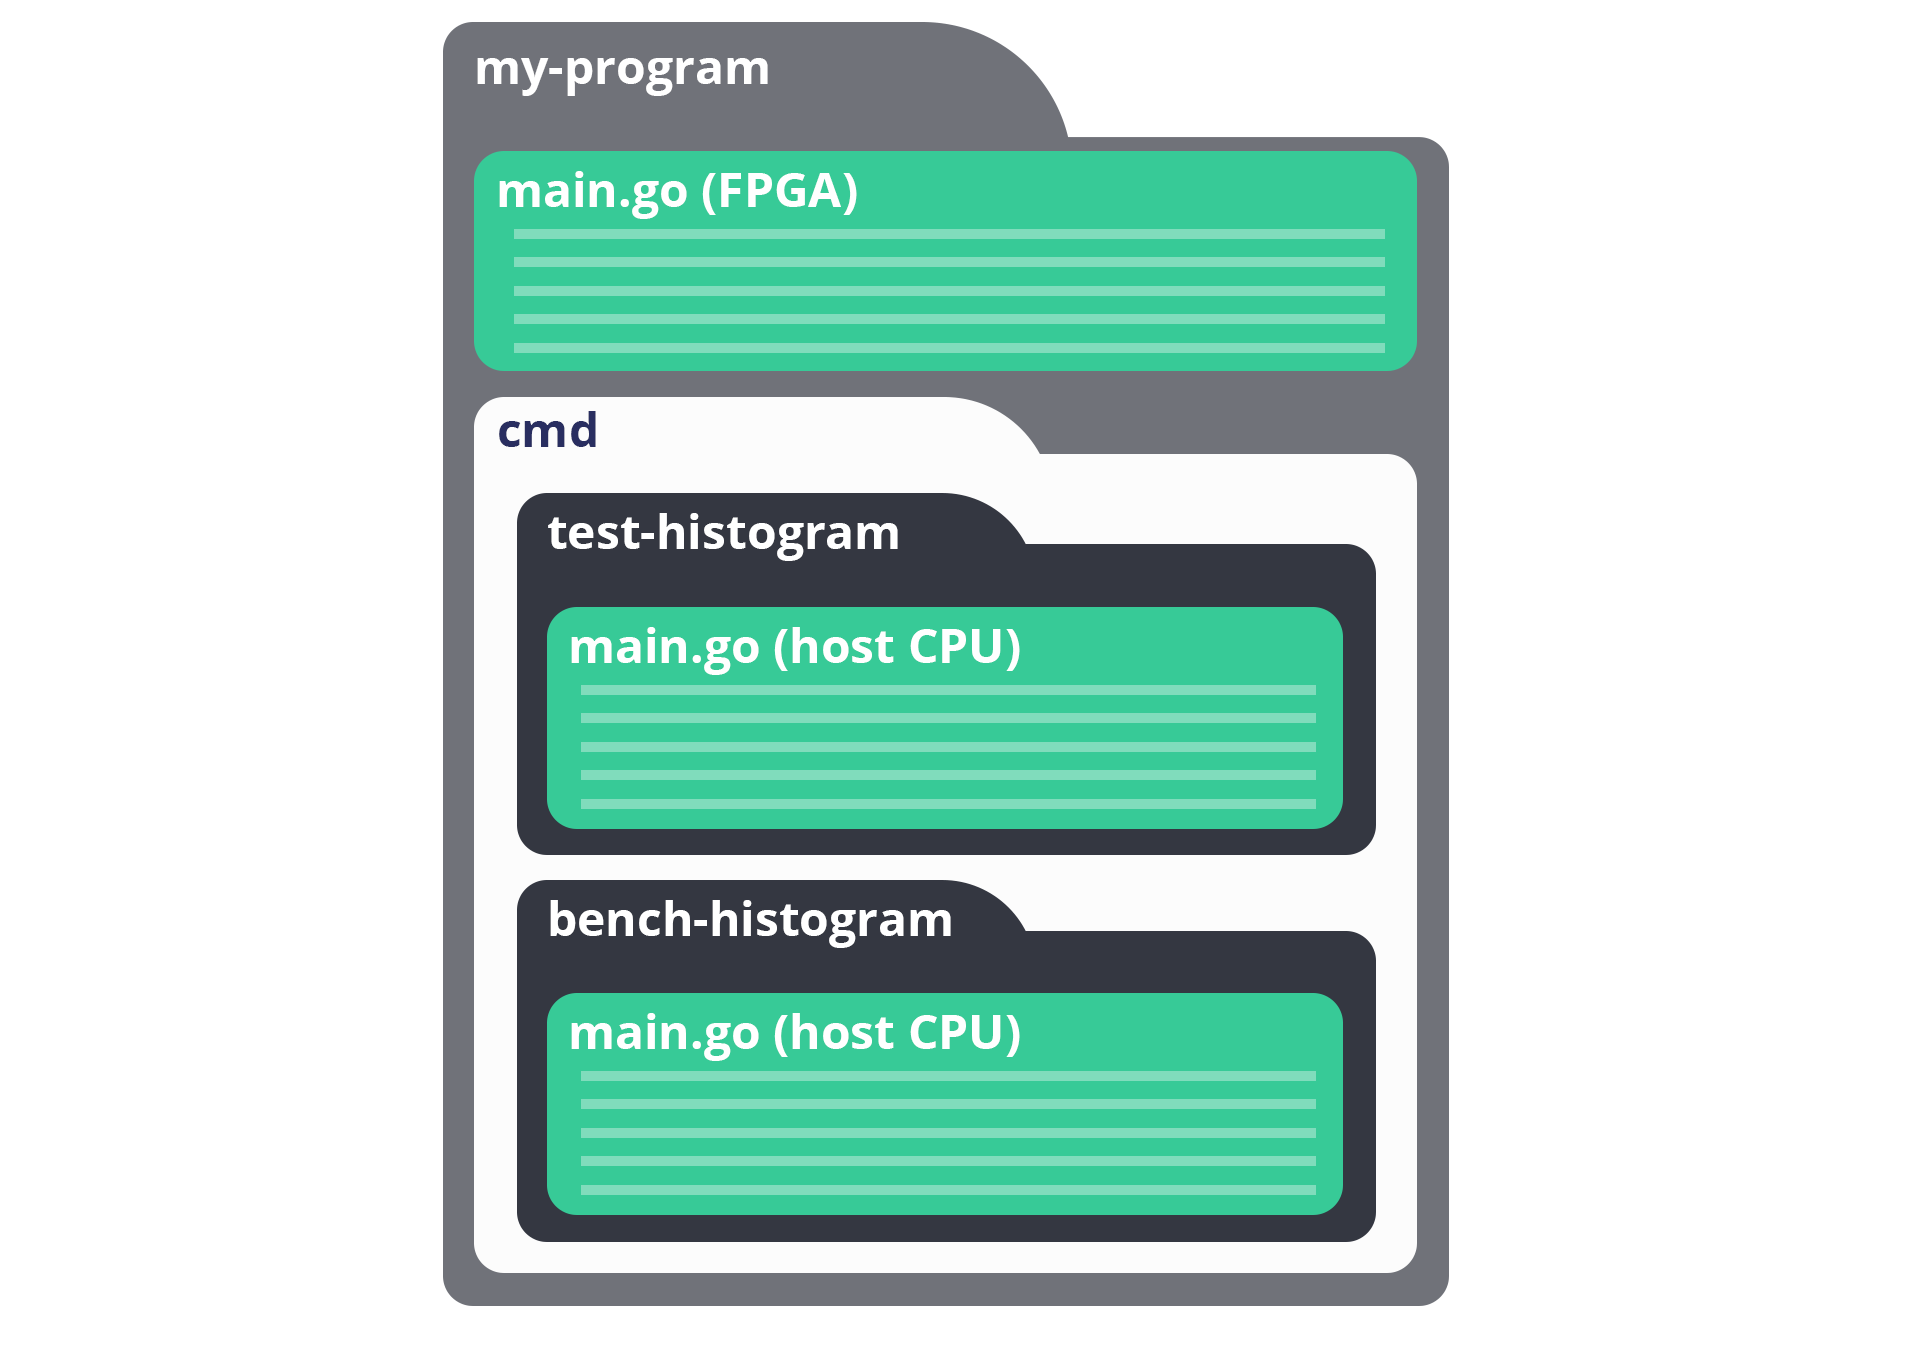 my-program
main.go (FPGA)
cmd
test-histogram
main.go (host CPU)
bench-histogram
main.go (host CPU)